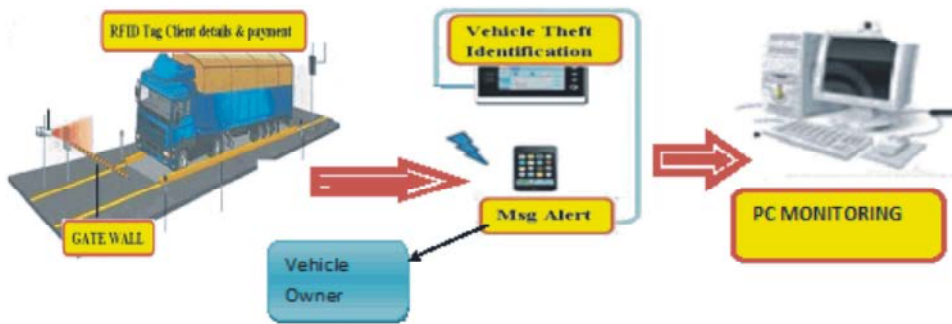 RFID Tag Client details & payment
GATE WALL
Vehicle Theft
Identification
Msg Alert
Vehicle
Owner
PC MONITORING